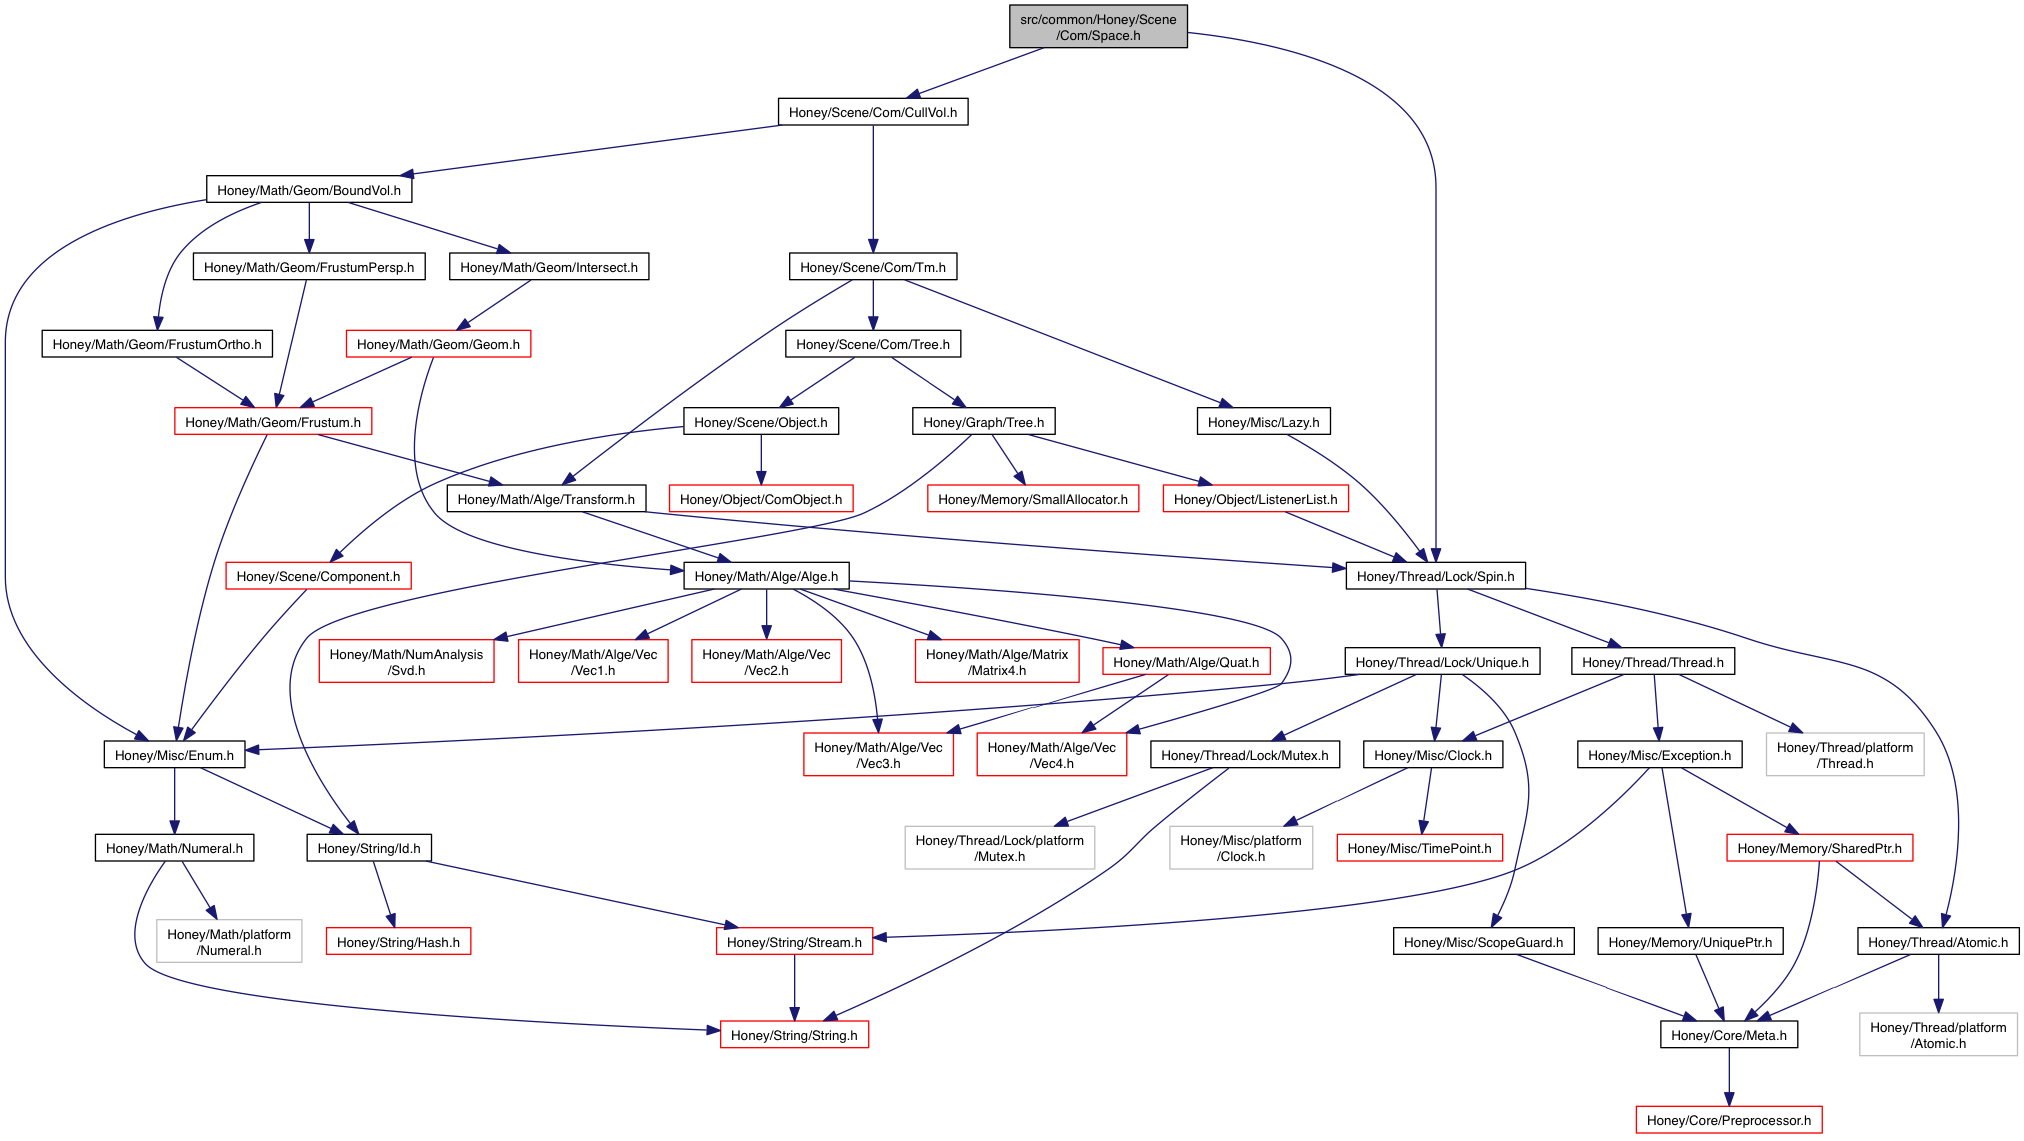 src/common/Honey/Scene
/Com/Space.h
Honey/Scene/Com/CullVol.h
Honey/Math/Geom/BoundVol.h
Honey/Math/Geom/FrustumPersp.h
Honey/Math/Geom/Intersect.h
Honey/Scene/Com/Tm.h
Honey/Math/Geom/FrustumOrtho.h
Honey/Math/Geom/Geom.h
Honey/Scene/Com/Tree.h
Honey/Math/Geom/Frustum.h
Honey/Scene/Object.h
Honey/Graph/Tree.h
Honey/Misc/Lazy.h
Honey/Math/Alge/Transform.h
Honey/Object/ComObject.h
Honey/Memory/SmallAllocator.h
Honey/Object/ListenerList.h
Honey/Scene/Component.h
Honey/Math/Alge/Alge.h
Honey/Thread/Lock/Spin.h
Honey/Math/NumAnalysis
/Svd.h
Honey/Math/Alge/Vec
/Vec1.h
Honey/Math/Alge/Vec
/Vec2.h
Honey/Math/Alge/Matrix
/Matrix4.h
Honey/Math/Alge/Quat.h
Honey/Thread/Lock/Unique.h
Honey/Thread/Thread.h
Honey/Misc/Enum.h
Honey/Math/Alge/Vec
/Vec3.h
Honey/Math/Alge/Vec
/Vec4.h
Honey/Thread/Lock/Mutex.h
Honey/Misc/Clock.h
Honey/Misc/Exception.h
Honey/Thread/platform
/Thread.h
Honey/Math/Numeral.h
Honey/String/Id.h
Honey/Thread/Lock/platform
/Mutex.h
Honey/Misc/platform
/Clock.h
Honey/Misc/TimePoint.h
Honey/Memory/SharedPtr.h
Honey/Math/platform
/Numeral.h
Honey/String/Hash.h
Honey/String/Stream.h
Honey/Misc/ScopeGuard.h
Honey/Memory/UniquePtr.h
Honey/Thread/Atomic.h
Honey/String/String.h
Honey/Core/Meta.h
Honey/Thread/platform
/Atomic.h
Honey/Core/Preprocessor.h